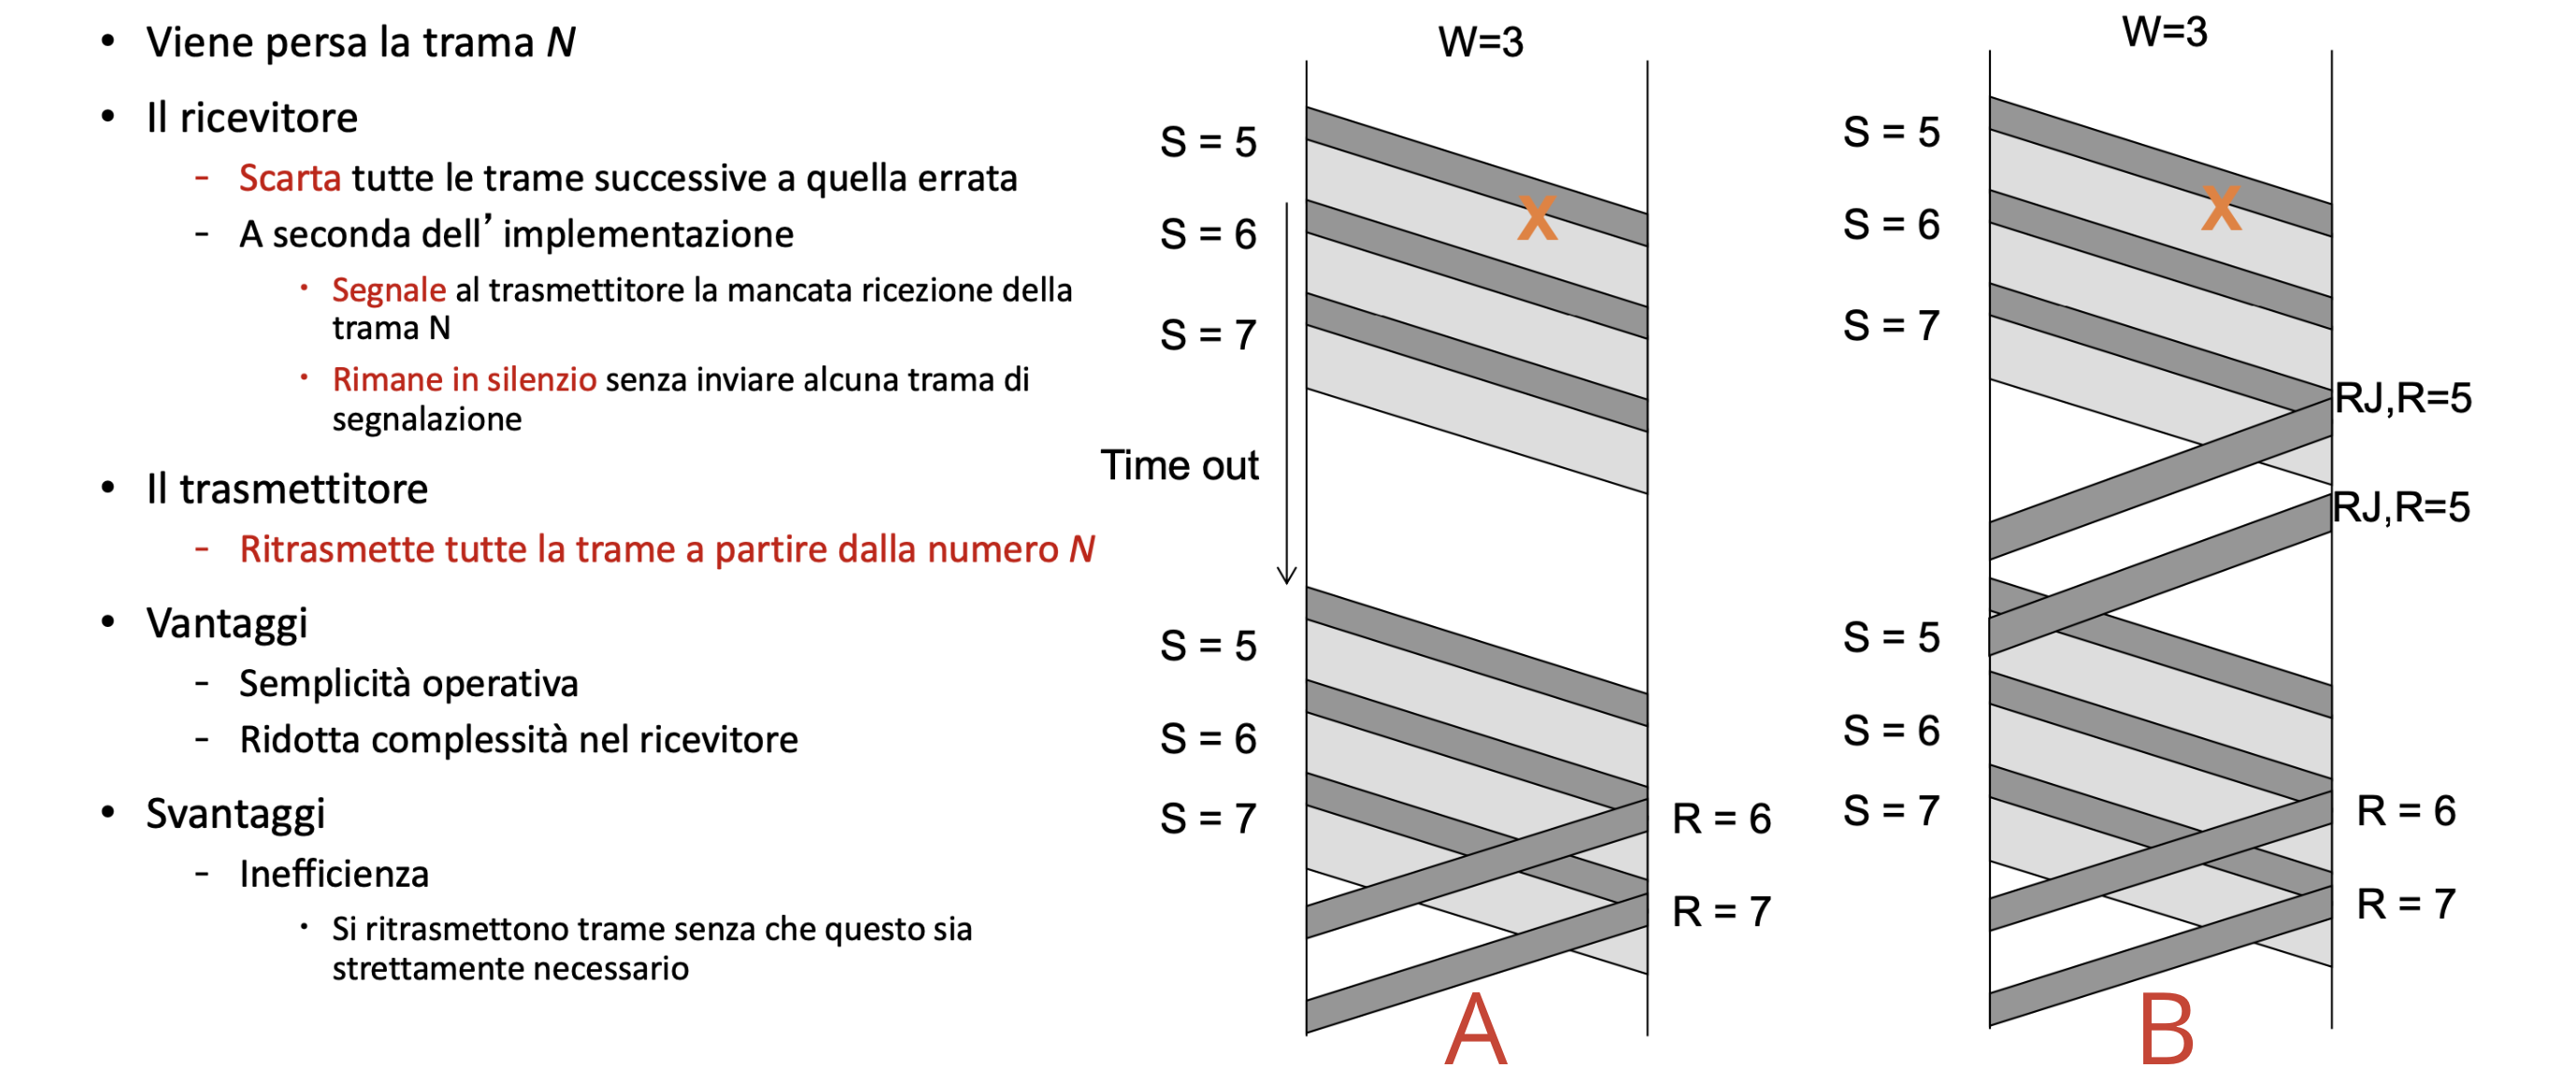 • Viene persa la trama N
• Il ricevitore
- Scarta tutte le trame successive a quella errata
- A seconda dell’ implementazione
• Segnale al trasmettitore la mancata ricezione della
trama N
• Rimane in silenzio senza inviare alcuna trama di
segnalazione
• Il trasmettitore
- Ritrasmette tutte la trame a partire dalla numero N
• Vantaggi
- Semplicità operativa
- Ridotta complessità nel ricevitore
• Svantaggi
- Inefficienza
• Si ritrasmettono trame senza che questo sia
strettamente necessario
W=3
S = 5
X
S = 6
S = 7
Time out
S = 5
S = 6
S = 7
R = 6
R = 7
A
W=3
S = 5
X
S = 6
S = 7
RJ,R=5
RJ,R=5
S = 5
S = 6
S = 7
R = 6
R = 7
B